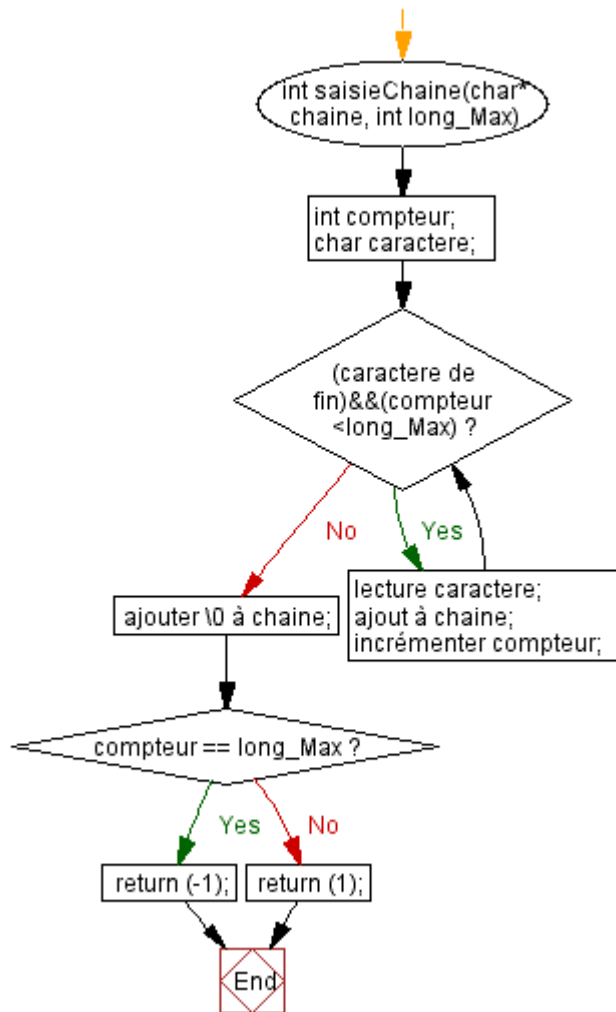 int saisieChaine(char*
chaine, int long_Max)
int compteur;
char caractere;
(caractere de
fin)&&(compteur
<long_Max) ?
No
Yes
ajouter \0 à chaine;
lecture caractere;
ajout à chaine;
incrémenter compteur;
compteur == long_Max ?
Yes
No
return (-1);
return (1);
End